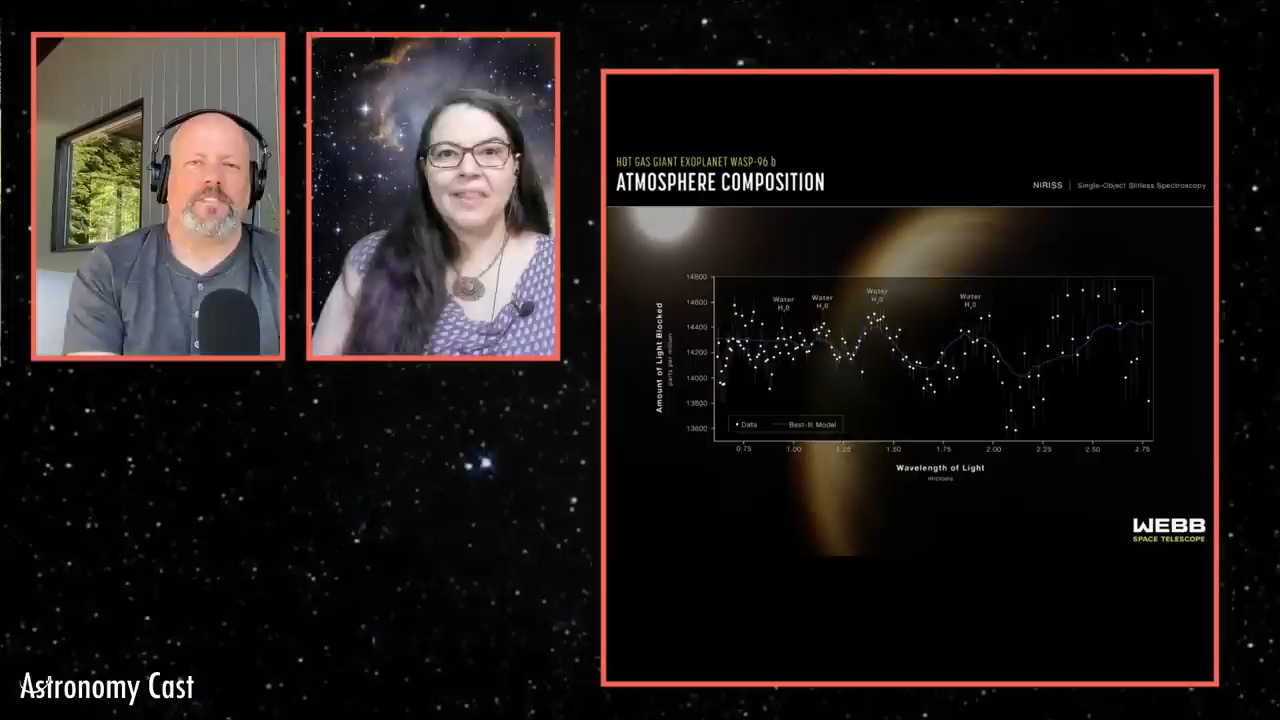 HOT GAS GIANT EXOPLANET WASP-96 b
ATMOSPHERE COMPOSITION
NIRISS | Single-Object Slitless Spectroscopy
Amount of Light Blocked
parts per million
14800
14600
14400
14200
14000
13800
13600
Water
H₂O
Water
H₂O
Water
H₂O
Water
H₂O
Data
Best-fit Model
0.75
1.00
1.25
1.50
1.75
2.00
2.25
2.50
2.75
Wavelength of Light
microns
WEBB
SPACE TELESCOPE
Astronomy Cast